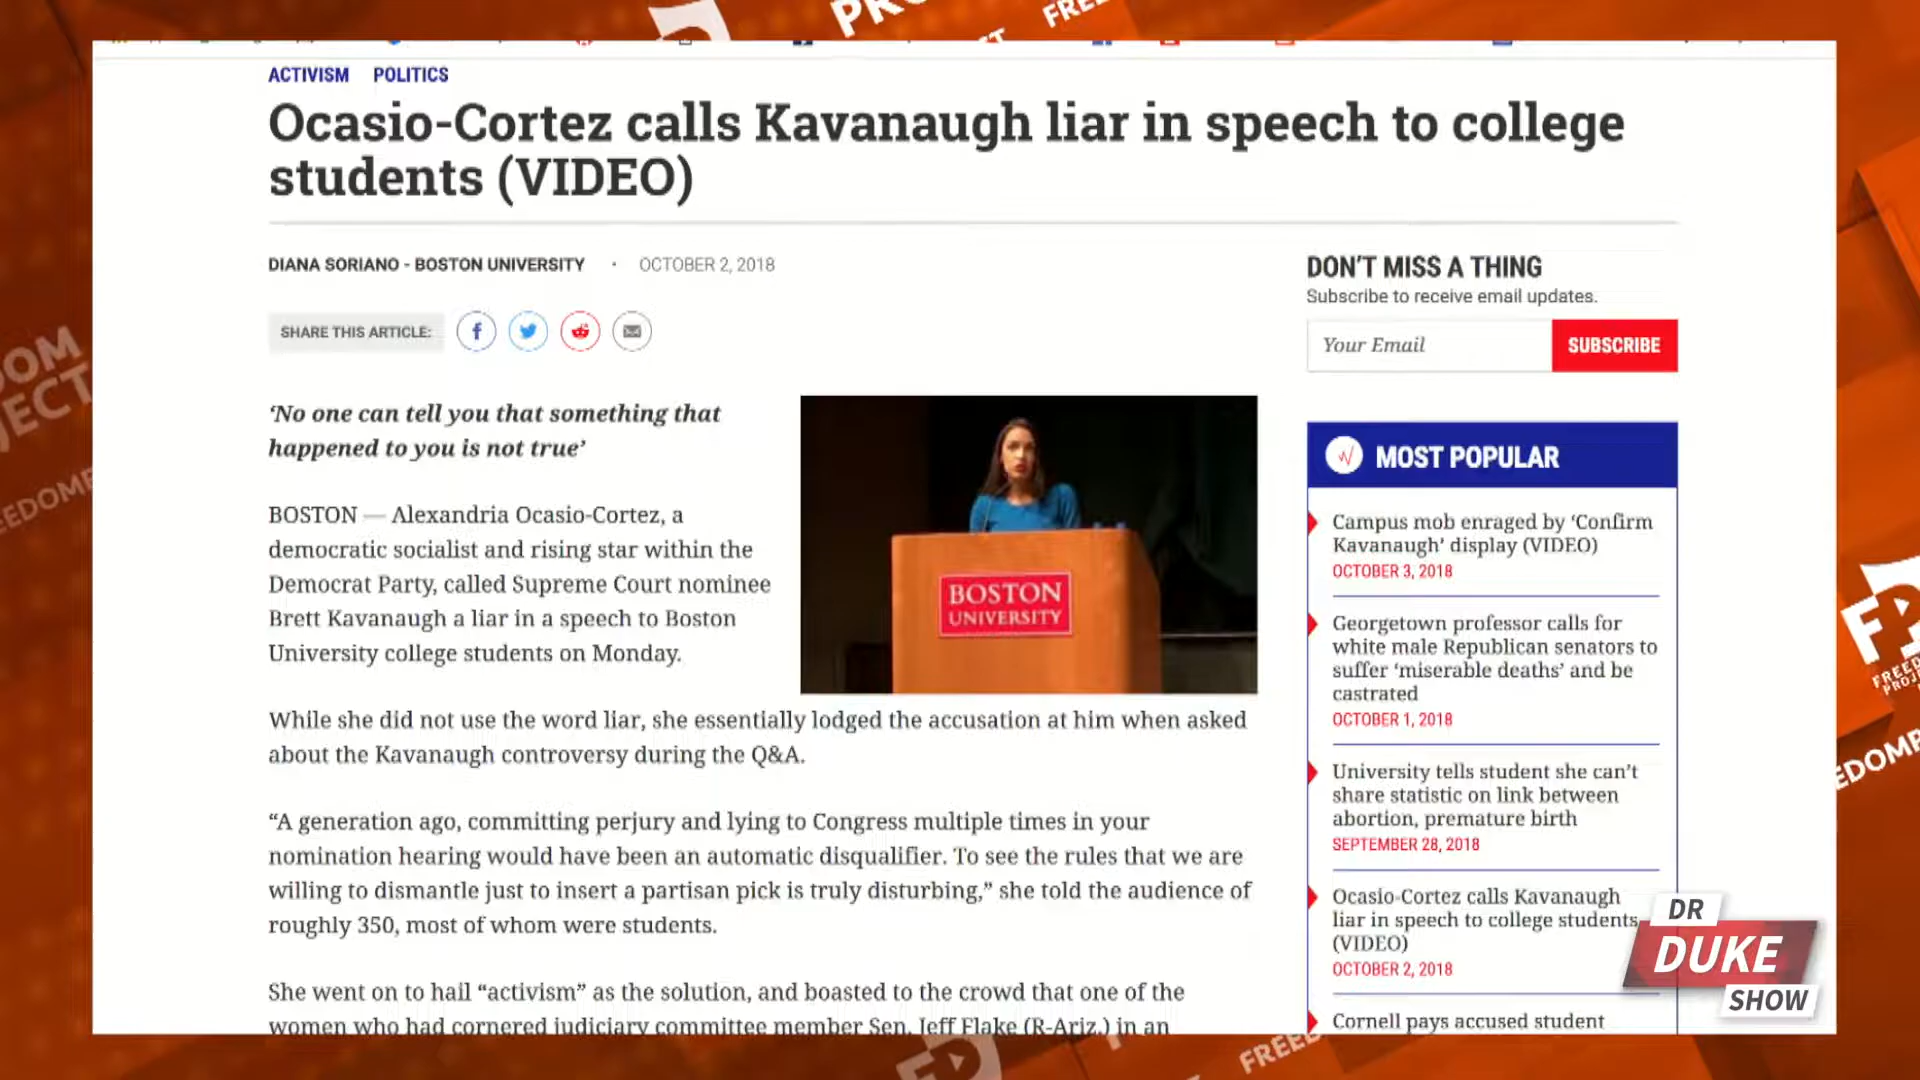 ACTIVISM POLITICS
Ocasio-Cortez calls Kavanaugh liar in speech to college
students (VIDEO)
DIANA SORIANO - BOSTON UNIVERSITY · OCTOBER 2, 2018
SHARE THIS ARTICLE:
‘No one can tell you that something that
happened to you is not true’
BOSTON — Alexandria Ocasio-Cortez, a
democratic socialist and rising star within the
Democrat Party, called Supreme Court nominee
Brett Kavanaugh a liar in a speech to Boston
University college students on Monday.
BOSTON
UNIVERSITY
While she did not use the word liar, she essentially lodged the accusation at him when asked
about the Kavanaugh controversy during the Q&A.
“A generation ago, committing perjury and lying to Congress multiple times in your
nomination hearing would have been an automatic disqualifier. To see the rules that we are
willing to dismantle just to insert a partisan pick is truly disturbing,” she told the audience of
roughly 350, most of whom were students.
She went on to hail “activism” as the solution, and boasted to the crowd that one of the
women who had cornered judiciary committee member Sen. Jeff Flake (R-Ariz.) in an
DON’T MISS A THING
Subscribe to receive email updates.
Your Email
SUBSCRIBE
MOST POPULAR
Campus mob enraged by ‘Confirm
Kavanaugh’ display (VIDEO)
OCTOBER 3, 2018
Georgetown professor calls for
white male Republican senators to
suffer ‘miserable deaths’ and be
castrated
OCTOBER 1, 2018
University tells student she can’t
share statistic on link between
abortion, premature birth
SEPTEMBER 28, 2018
Ocasio-Cortez calls Kavanaugh
liar in speech to college students
(VIDEO)
OCTOBER 2, 2018
Cornell pays accused student
DR
DUKE
SHOW